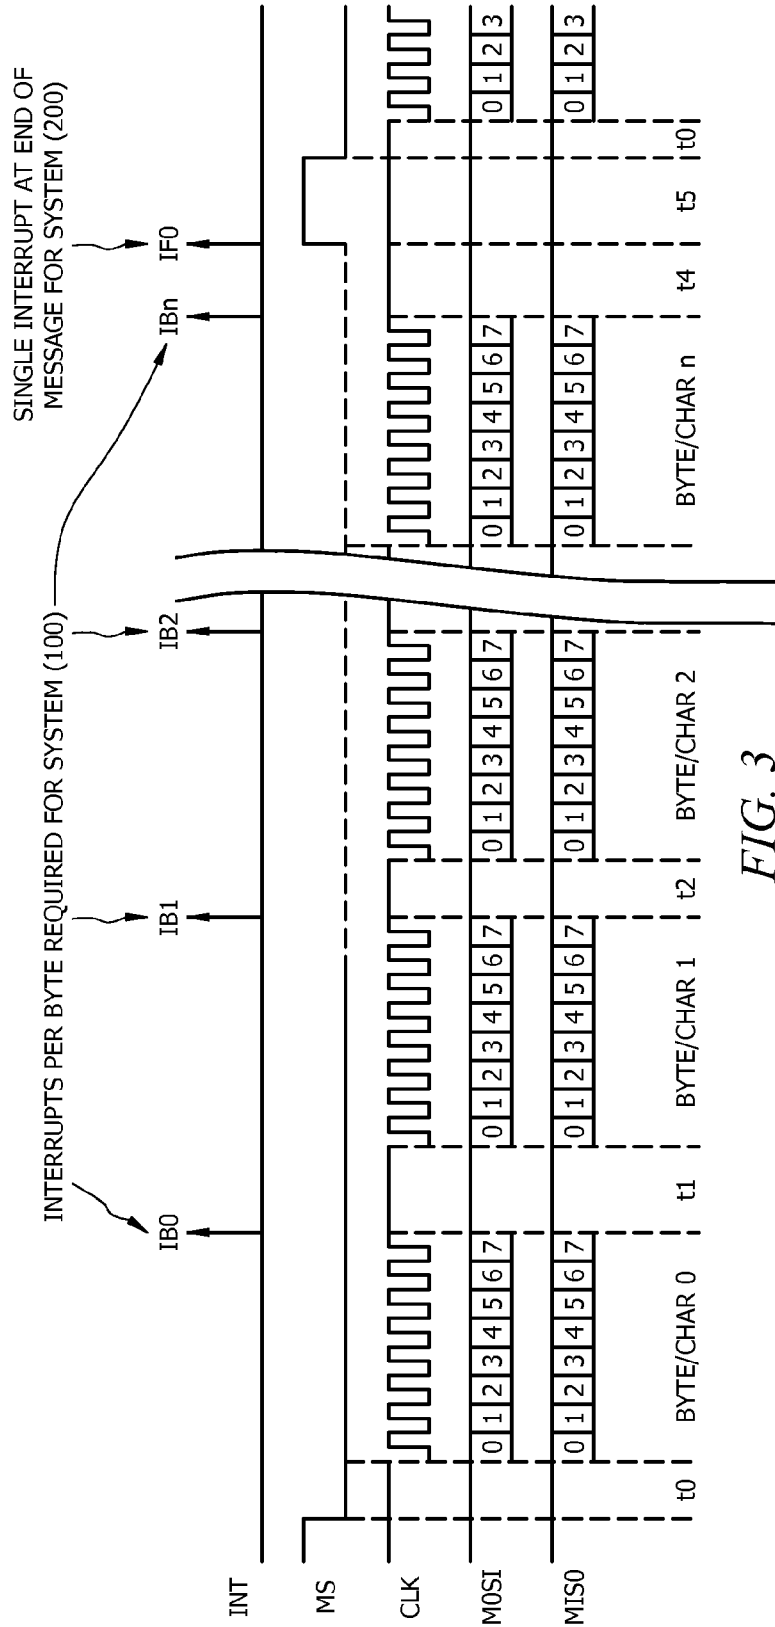 SINGLE INTERRUPT AT END OF
MESSAGE FOR SYSTEM (200)
INTERRUPTS PER BYTE REQUIRED FOR SYSTEM (100)
IB0 IB1 IB2 IBn IF0
INT
MS
CLK
M0SI 0 1 2 3 4 5 6 7 0 1 2 3 4 5 6 7 0 1 2 3 4 5 6 7 0 1 2 3 4 5 6 7 0 1 2 3
MIS0 0 1 2 3 4 5 6 7 0 1 2 3 4 5 6 7 0 1 2 3 4 5 6 7 0 1 2 3 4 5 6 7 0 1 2 3
t0 BYTE/CHAR 0 t1 BYTE/CHAR 1 t2 BYTE/CHAR 2 BYTE/CHAR n t4 t5 t0
FIG. 3